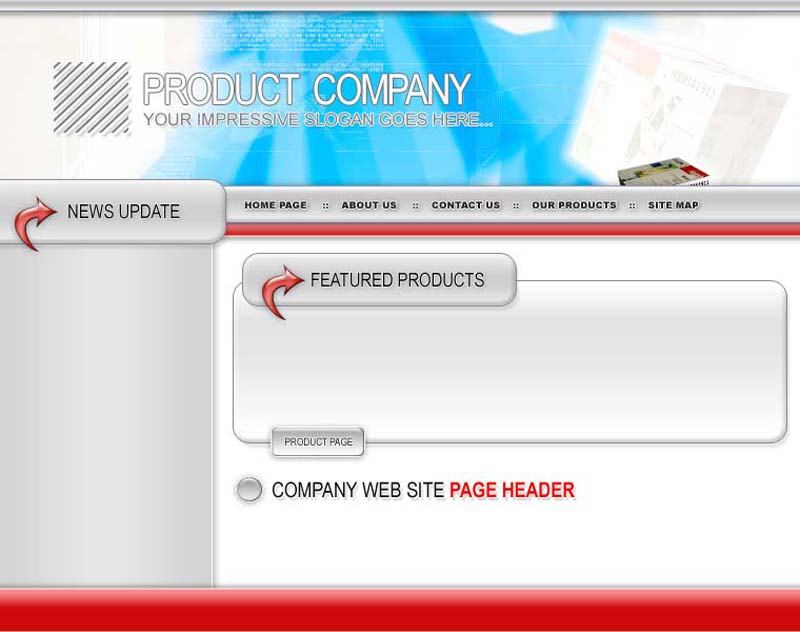 PRODUCT COMPANY
YOUR IMPRESSIVE SLOGAN GOES HERE...
NEWS UPDATE
HOME PAGE :: ABOUT US :: CONTACT US :: OUR PRODUCTS :: SITE MAP
FEATURED PRODUCTS
PRODUCT PAGE
COMPANY WEB SITE PAGE HEADER